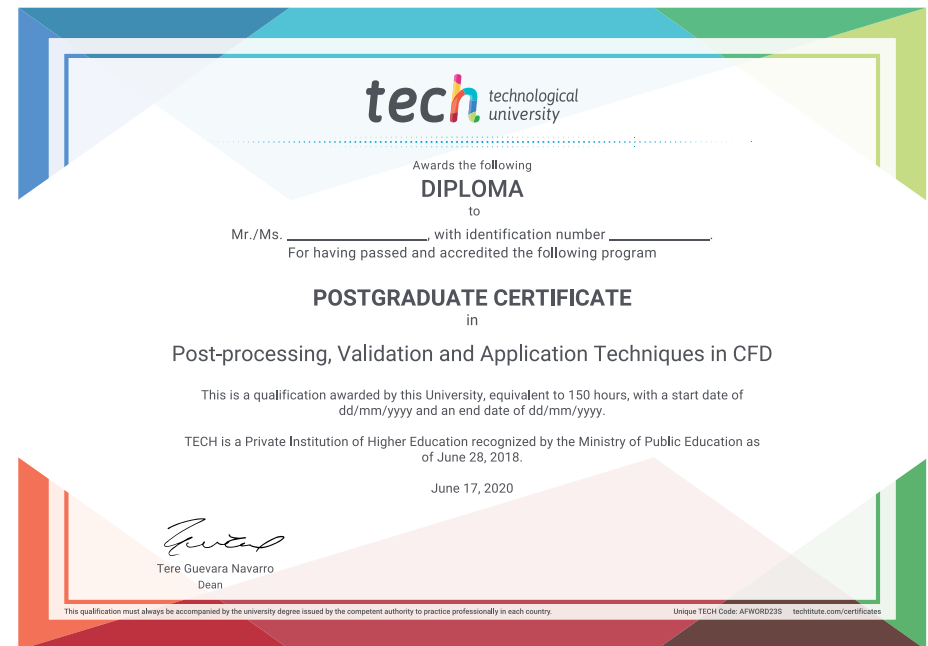 tech technological
university
Awards the following
DIPLOMA
to
Mr./Ms. ____________, with identification number ____________.
For having passed and accredited the following program
POSTGRADUATE CERTIFICATE
in
Post-processing, Validation and Application Techniques in CFD
This is a qualification awarded by this University, equivalent to 150 hours, with a start date of
dd/mm/yyyy and an end date of dd/mm/yyyy.
TECH is a Private Institution of Higher Education recognized by the Ministry of Public Education as
of June 28, 2018.
June 17, 2020
Tere Guevara Navarro
Dean
This qualification must always be accompanied by the university degree issued by the competent authority to practice professionally in each country.
Unique TECH Code: AFWORD23S techtitute.com/certificates